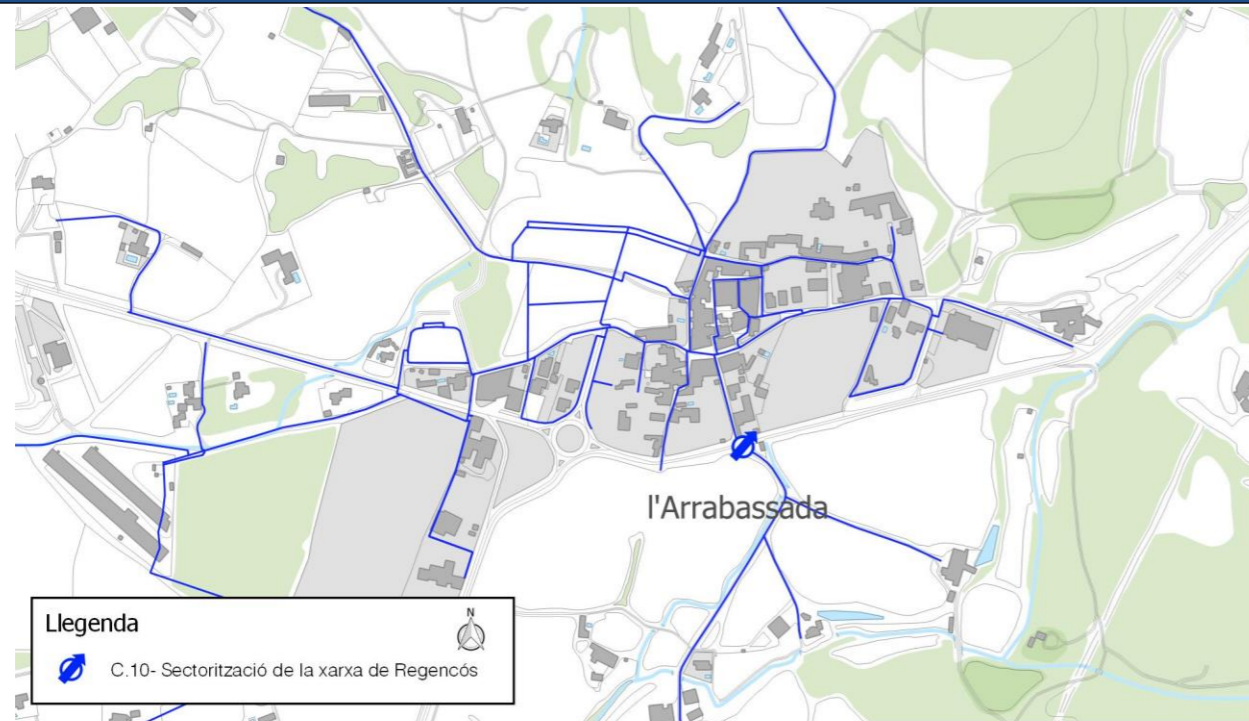 l'Arrabassada
Llegenda
N
C.10- Sectorització de la xarxa de Regencós